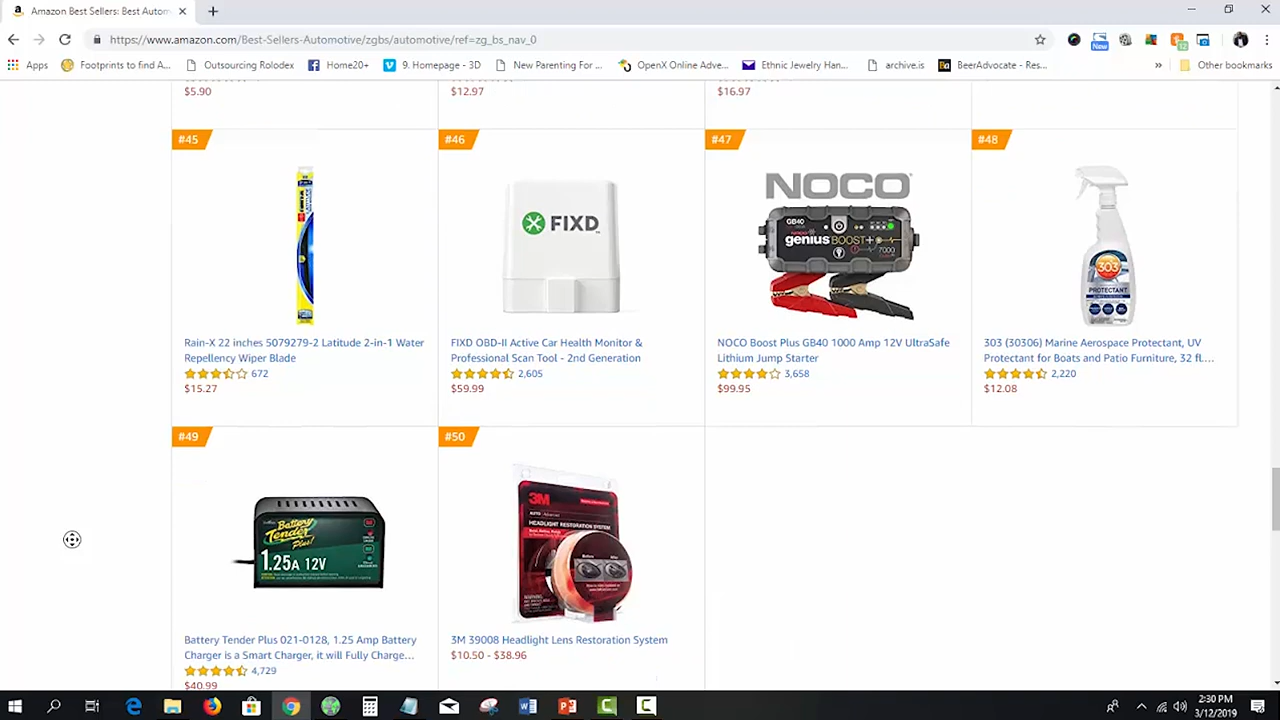 Amazon Best Sellers: Best Autom
https://www.amazon.com/Best-Sellers-Automotive/zgbs/automotive/ref=zg_bs_nav_0
New
12
Apps
Footprints to find A...
Outsourcing Rolodex
Home20+
9. Homepage - 3D
New Parenting For ...
OpenX Online Adve...
Ethnic Jewelry Han...
archive.is
BeerAdvocate - Res...
»
Other bookmarks
$5.90
$12.97
$16.97
#45
#46
#47
#48
FIXD
NOCO
GB40
genius BOOST+
303
PROTECTANT
Rain-X 22 inches 5079279-2 Latitude 2-in-1 Water
Repellency Wiper Blade
672
$15.27
FIXD OBD-II Active Car Health Monitor &
Professional Scan Tool - 2nd Generation
2,605
$59.99
NOCO Boost Plus GB40 1000 Amp 12V UltraSafe
Lithium Jump Starter
3,658
$99.95
303 (30306) Marine Aerospace Protectant, UV
Protectant for Boats and Patio Furniture, 32 fl....
2,220
$12.08
#49
#50
Battery
Tender
Plus!
1.25A 12V
3M
HEADLIGHT RESTORATION SYSTEM
Battery Tender Plus 021-0128, 1.25 Amp Battery
Charger is a Smart Charger, it will Fully Charge...
4,729
$40.99
3M 39008 Headlight Lens Restoration System
$10.50 - $38.96
2:30 PM
3/12/2019